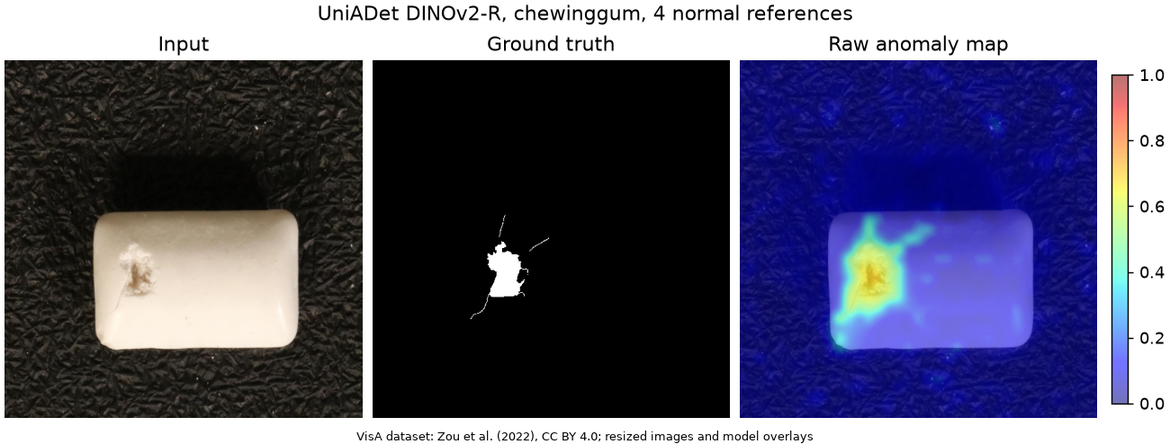 UniADet DINOv2-R, chewinggum, 4 normal references
Input
Ground truth
Raw anomaly map
1.0
0.8
0.6
0.4
0.2
0.0
VisA dataset: Zou et al. (2022), CC BY 4.0; resized images and model overlays